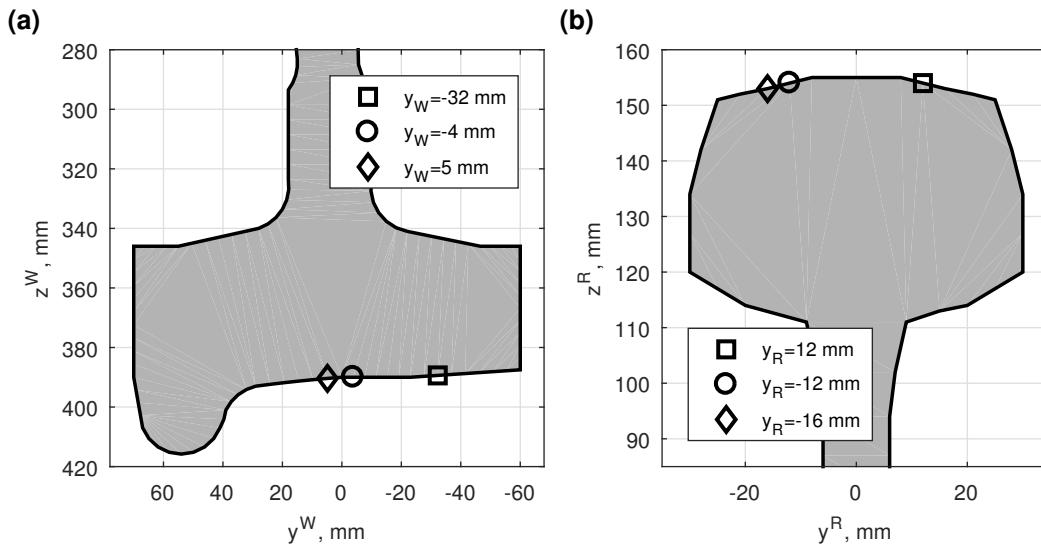 (a)
280
300
320
340
360
380
400
420
z^W, mm
60
40
20
0
-20
-40
-60
y^W, mm
y_W=-32 mm
y_W=-4 mm
y_W=5 mm
(b)
160
150
140
130
120
110
100
90
z^R, mm
-20
0
20
y^R, mm
y_R=12 mm
y_R=-12 mm
y_R=-16 mm